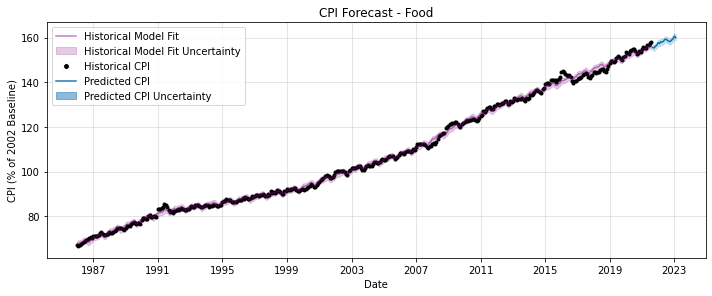 CPI Forecast - Food
Historical Model Fit
Historical Model Fit Uncertainty
Historical CPI
Predicted CPI
Predicted CPI Uncertainty
CPI (% of 2002 Baseline)
160
140
120
100
80
1987 1991 1995 1999 2003 2007 2011 2015 2019 2023
Date